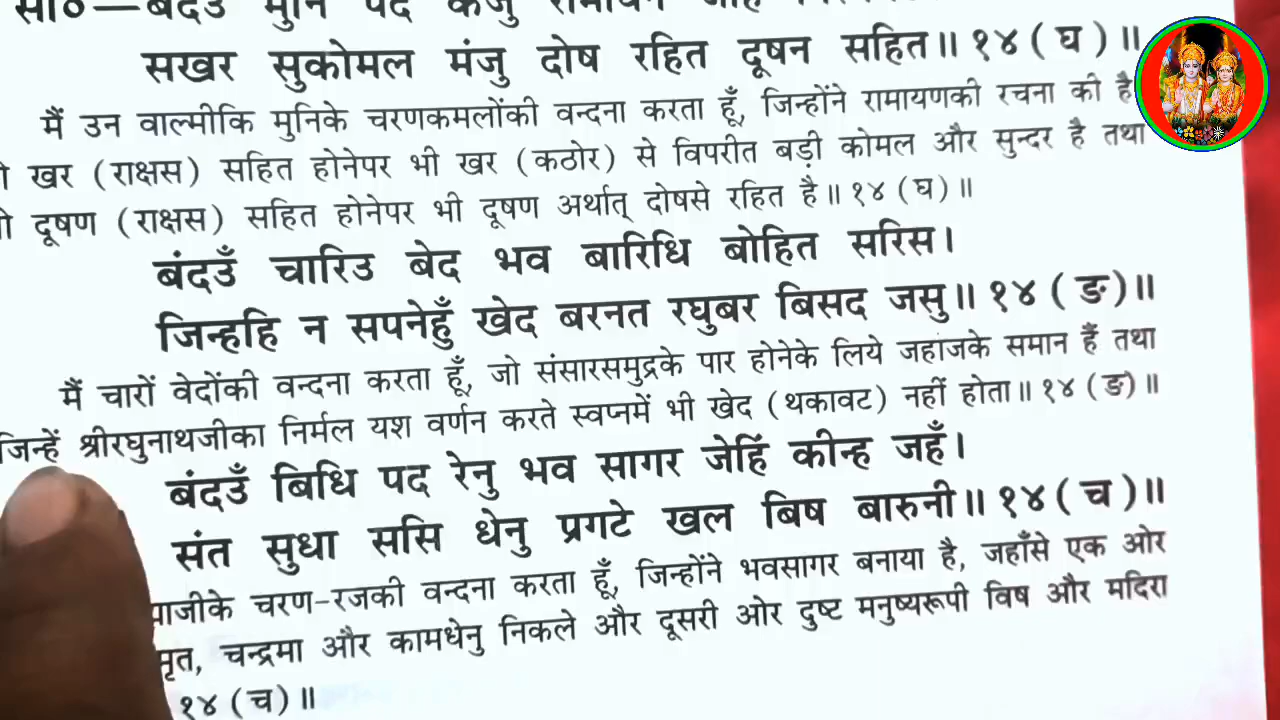 सो०—बंदउँ मुनि पद कंजु रामायन
सखर सुकोमल मंजु दोष रहित दूषन सहित॥ १४ ( घ ) ॥
मैं उन वाल्मीकि मुनिके चरणकमलोंकी वन्दना करता हूँ, जिन्होंने रामायणकी रचना की है
खर (राक्षस) सहित होनेपर भी खर (कठोर) से विपरीत बड़ी कोमल और सुन्दर है तथा
दूषण (राक्षस) सहित होनेपर भी दूषण अर्थात् दोषसे रहित है॥ १४ (घ)॥
बंदउँ चारिउ बेद भव बारिधि बोहित सरिस।
जिन्हहि न सपनेहुँ खेद बरनत रघुबर बिसद जसु॥ १४ ( ङ)॥
मैं चारों वेदोंकी वन्दना करता हूँ, जो संसारसमुद्रके पार होनेके लिये जहाजके समान हैं तथा
जिन्हें श्रीरघुनाथजीका निर्मल यश वर्णन करते स्वप्नमें भी खेद (थकावट) नहीं होता॥ १४ (ङ)॥
बंदउँ बिधि पद रेनु भव सागर जेहिं कीन्ह जहँ।
संत सुधा ससि धेनु प्रगटे खल बिष बारुनी॥ १४ ( च )॥
चरण-रजकी वन्दना करता हूँ, जिन्होंने भवसागर बनाया है, जहाँसे एक ओर
चन्द्रमा और कामधेनु निकले और दूसरी ओर दुष्ट मनुष्यरूपी विष और मदिरा
१४ (च)॥